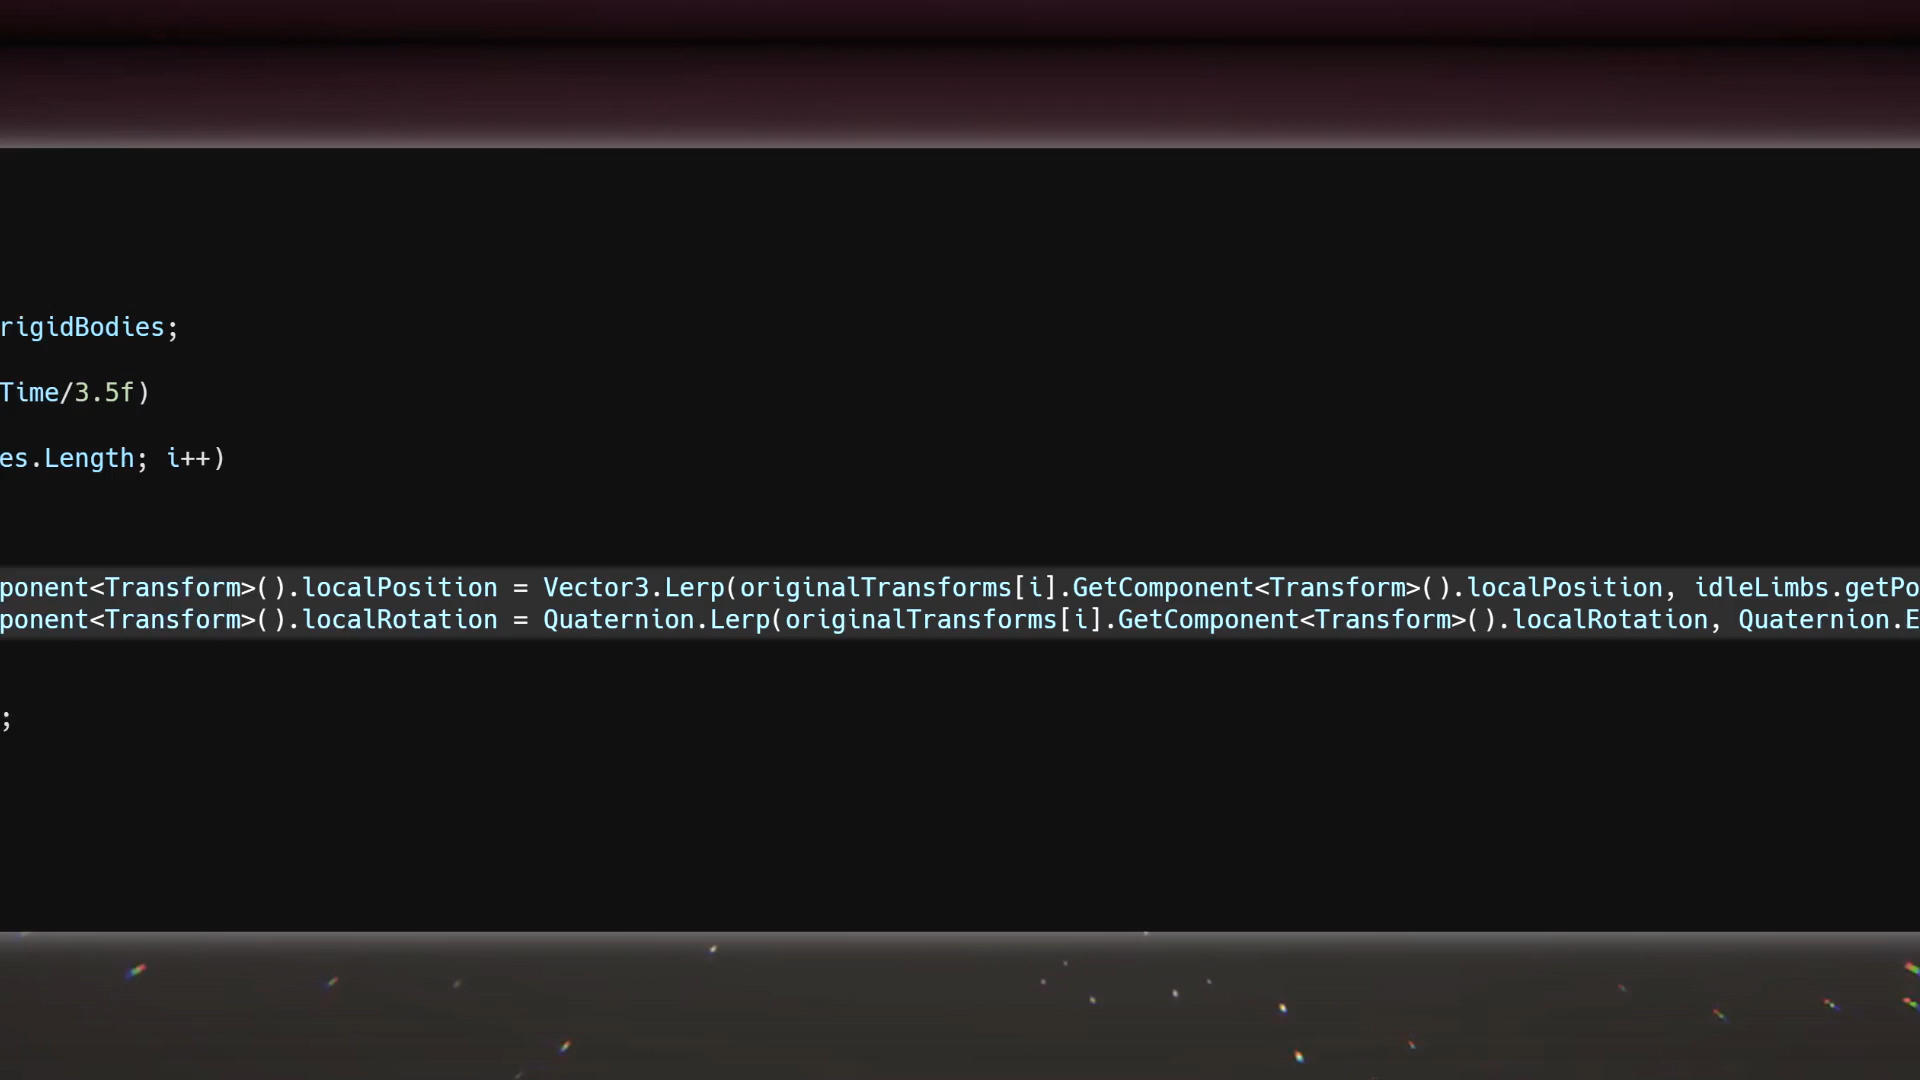 rigidBodies;
Time/3.5f)
es.Length; i++)
ponent<Transform>().localPosition = Vector3.Lerp(originalTransforms[i].GetComponent<Transform>().localPosition, idleLimbs.getPo
ponent<Transform>().localRotation = Quaternion.Lerp(originalTransforms[i].GetComponent<Transform>().localRotation, Quaternion.E
;